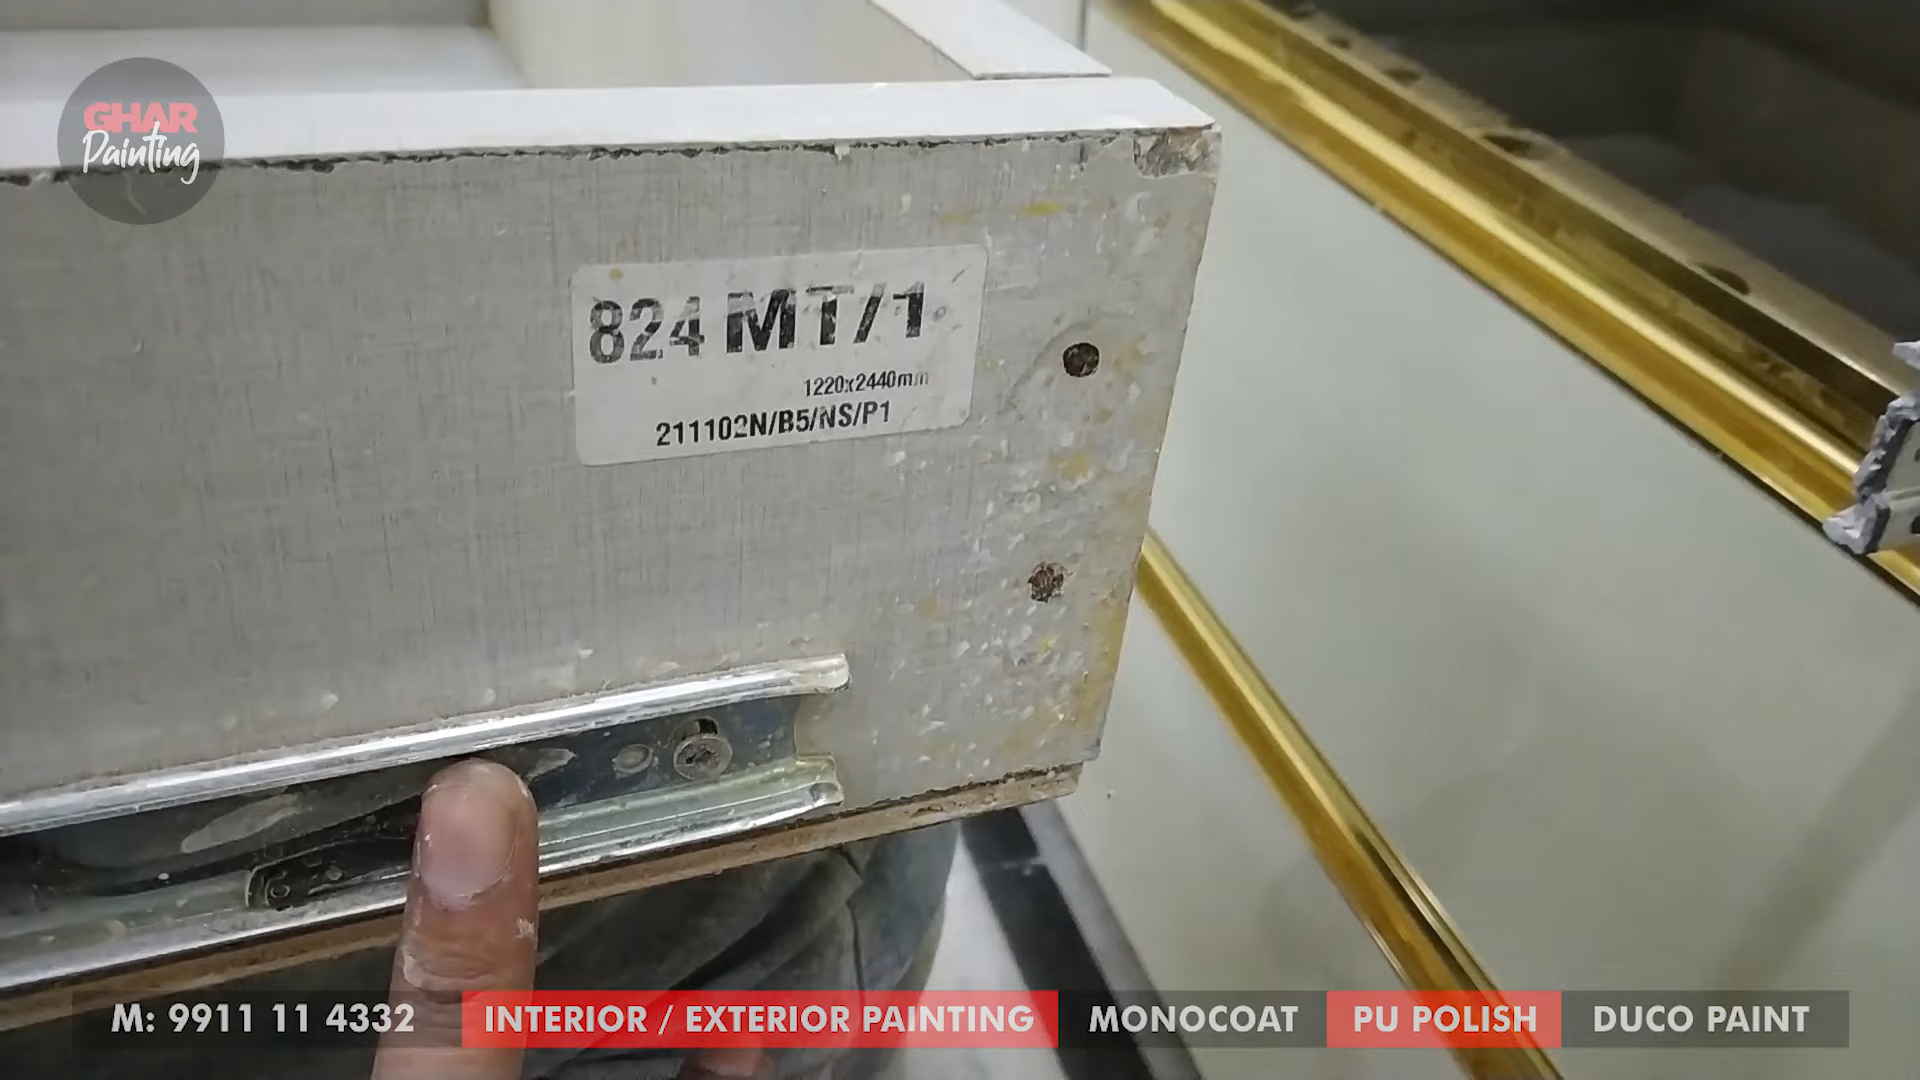 GHAR
Painting
824 MT/1
1220x2440mm
211102N/B5/NS/P1
M: 9911 11 4332 INTERIOR / EXTERIOR PAINTING MONOCOAT PU POLISH DUCO PAINT